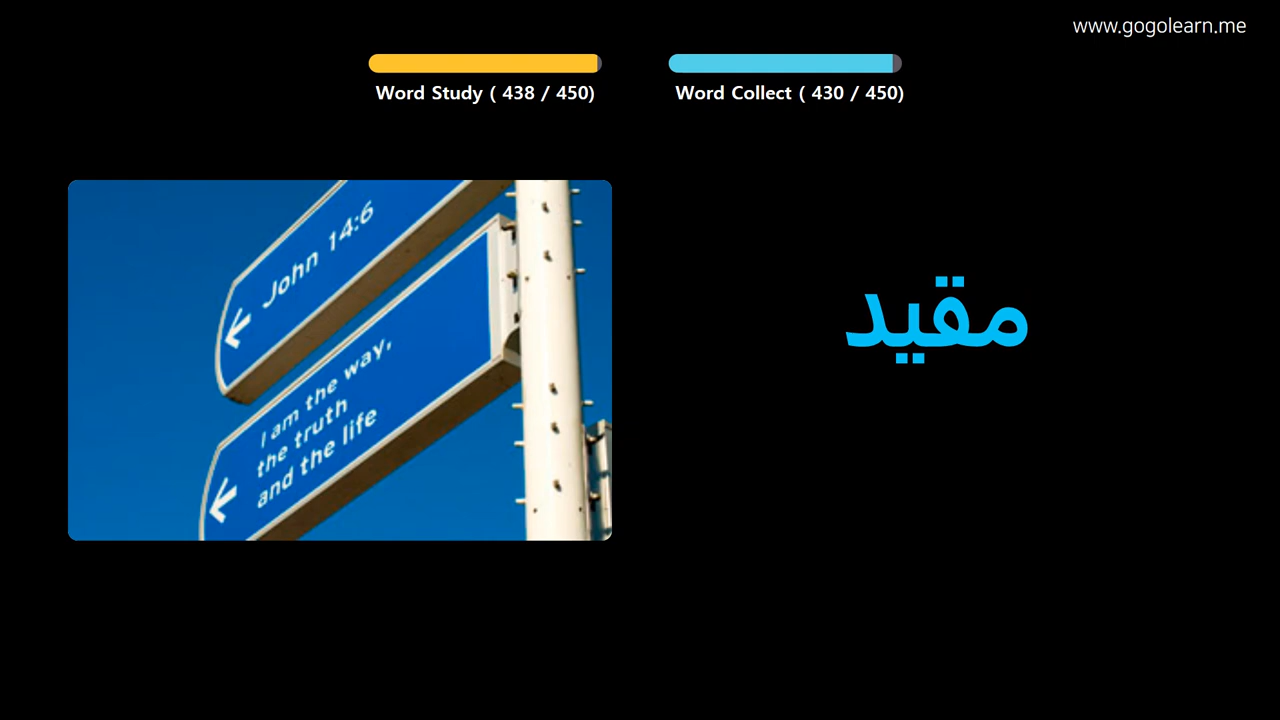 www.gogolearn.me
Word Study ( 438 / 450)
Word Collect ( 430 / 450)
← John 14:6
← I am the way,
the truth
and the life
مقيد